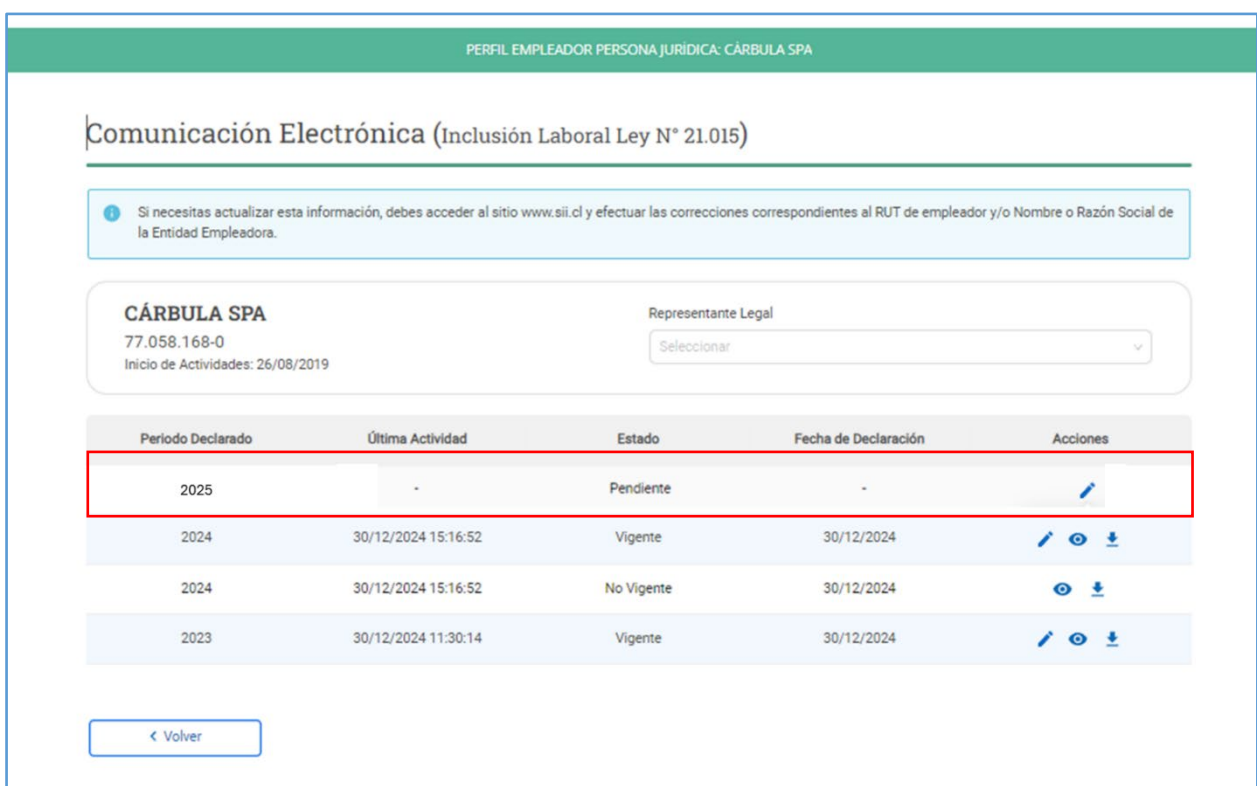 PERFIL EMPLEADOR PERSONA JURÍDICA: CÁRBULA SPA
Comunicación Electrónica (Inclusión Laboral Ley N° 21.015)
Si necesitas actualizar esta información, debes acceder al sitio www.sii.cl y efectuar las correcciones correspondientes al RUT de empleador y/o Nombre o Razón Social de
la Entidad Empleadora.
CÁRBULA SPA
77.058.168-0
Inicio de Actividades: 26/08/2019
Representante Legal
Seleccionar
Periodo Declarado Última Actividad Estado Fecha de Declaración Acciones
2025 - Pendiente -
2024 30/12/2024 15:16:52 Vigente 30/12/2024
2024 30/12/2024 15:16:52 No Vigente 30/12/2024
2023 30/12/2024 11:30:14 Vigente 30/12/2024
< Volver